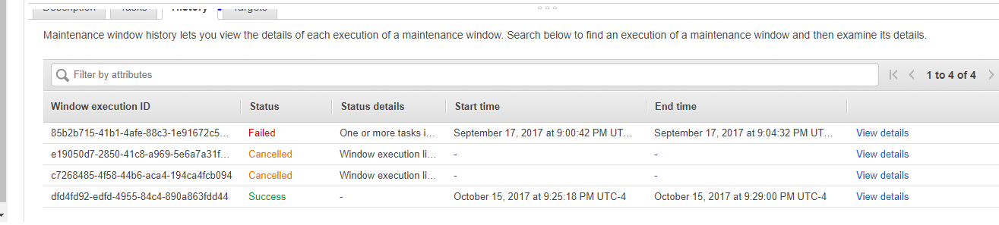 Description Tasks History Targets
Maintenance window history lets you view the details of each execution of a maintenance window. Search below to find an execution of a maintenance window and then examine its details.
Filter by attributes 1 to 4 of 4
Window execution ID Status Status details Start time End time
85b2b715-41b1-4afe-88c3-1e91672c5... Failed One or more tasks i... September 17, 2017 at 9:00:42 PM UT... September 17, 2017 at 9:04:32 PM UT... View details
e19050d7-2850-41c8-a969-5e6a7a31f... Cancelled Window execution li... - - View details
c7268485-4f58-44b6-aca4-194ca4fcb094 Cancelled Window execution li... - - View details
dfd4fd92-edfd-4955-84c4-890a863fdd44 Success - October 15, 2017 at 9:25:18 PM UTC-4 October 15, 2017 at 9:29:00 PM UTC-4 View details